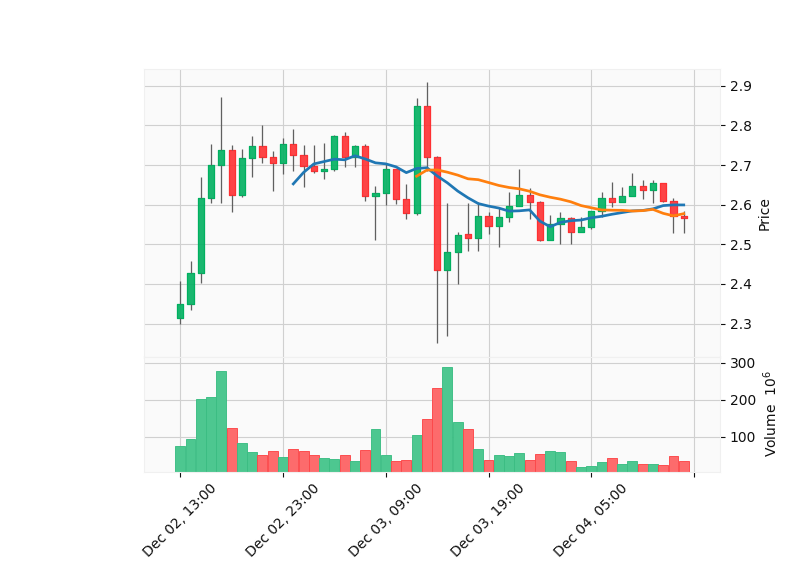 2.9
2.8
2.7
2.6
2.5
2.4
2.3
Price
300
200
100
Volume 10⁶
Dec 02, 13:00
Dec 02, 23:00
Dec 03, 09:00
Dec 03, 19:00
Dec 04, 05:00